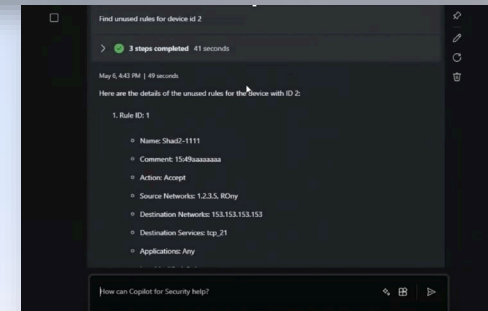 Find unused rules for device id 2
3 steps completed 41 seconds
May 6, 4:43 PM | 49 seconds
Here are the details of the unused rules for the device with ID 2:
1. Rule ID: 1
Name: Shad2-1111
Comment: 15:49aaaaaaaa
Action: Accept
Source Networks: 1.2.3.5, ROny
Destination Networks: 153.153.153.153
Destination Services: tcp_21
Applications: Any
How can Copilot for Security help?